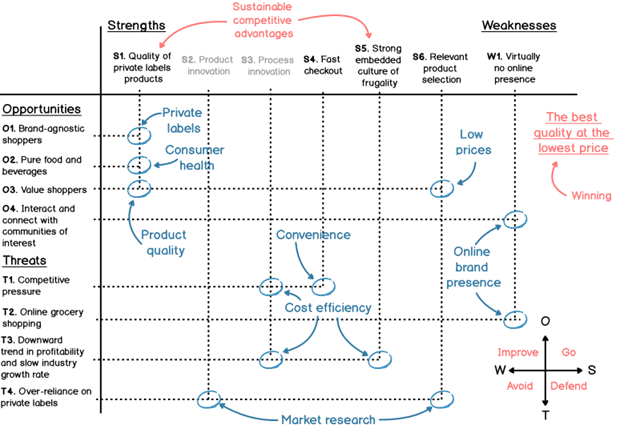 Strengths
Sustainable
competitive
advantages
Weaknesses
S1. Quality of
private labels
products
S2. Product
innovation
S3. Process
innovation
S4. Fast
checkout
S5. Strong
embedded
culture of
frugality
S6. Relevant
product
selection
W1. Virtually
no online
presence
Opportunities
O1. Brand-agnostic
shoppers
O2. Pure food and
beverages
O3. Value shoppers
O4. Interact and
connect with
communities of
interest
Threats
T1. Competitive
pressure
T2. Online grocery
shopping
T3. Downward
trend in profitability
and slow industry
growth rate
T4. Over-reliance on
private labels
Private
labels
Consumer
health
Product
quality
Convenience
Cost efficiency
Market research
Low
prices
Online
brand
presence
The best
quality at the
lowest price
Winning
O
Improve
Go
W
S
Avoid
Defend
T